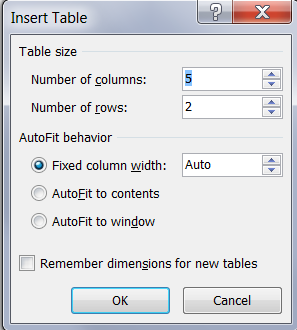 Insert Table
?
Table size
Number of columns: 5
Number of rows: 2
AutoFit behavior
Fixed column width: Auto
AutoFit to contents
AutoFit to window
Remember dimensions for new tables
OK Cancel